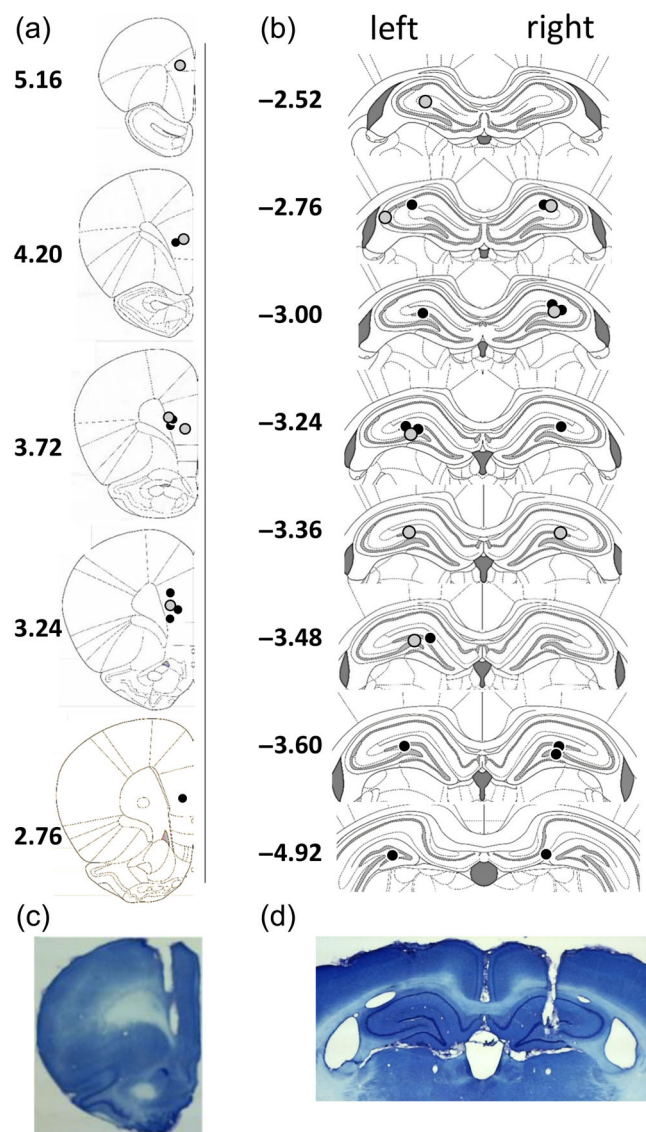 (a)
5.16
4.20
3.72
3.24
2.76
(b)
left right
–2.52
–2.76
–3.00
–3.24
–3.36
–3.48
–3.60
–4.92
(c)
(d)